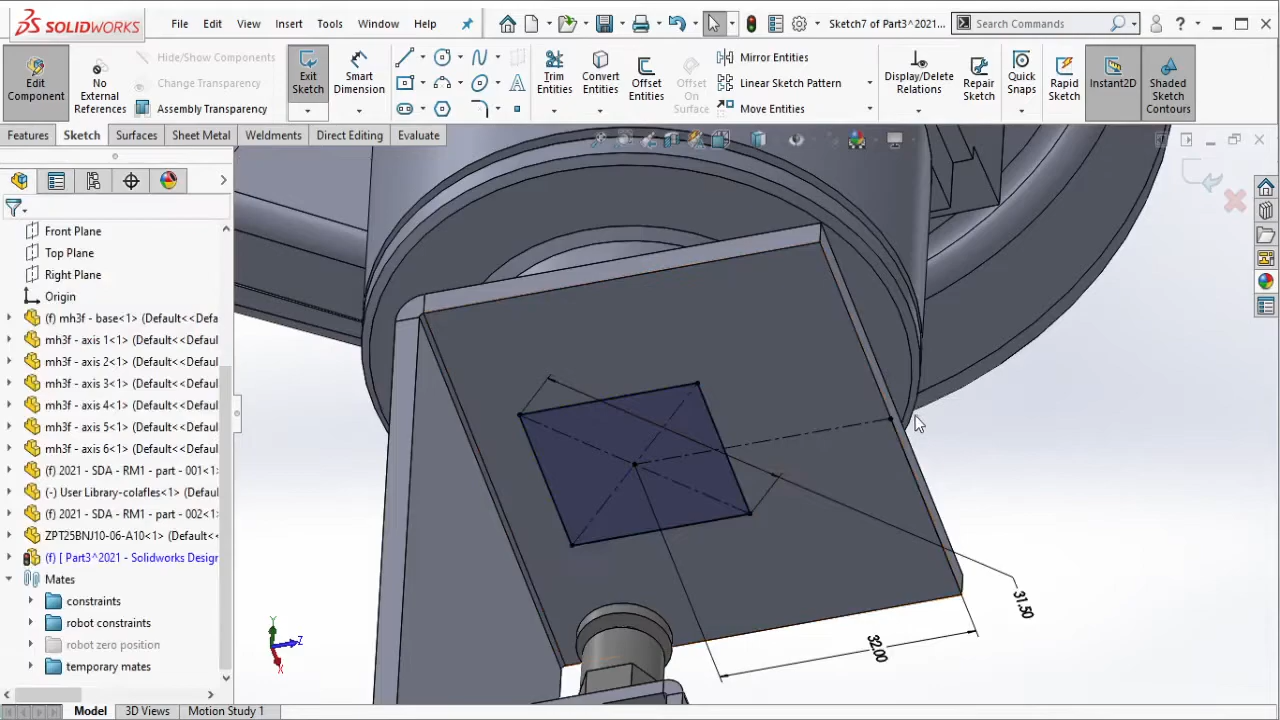 SOLIDWORKS
File
Edit
View
Insert
Tools
Window
Help
Sketch7 of Part3^2021...
Search Commands
?
Edit Component
No External References
Hide/Show Components
Change Transparency
Assembly Transparency
Exit Sketch
Smart Dimension
Trim Entities
Convert Entities
Offset Entities
Offset On Surface
Mirror Entities
Linear Sketch Pattern
Move Entities
Display/Delete Relations
Repair Sketch
Quick Snaps
Rapid Sketch
Instant2D
Shaded Sketch Contours
Features
Sketch
Surfaces
Sheet Metal
Weldments
Direct Editing
Evaluate
Front Plane
Top Plane
Right Plane
Origin
(f) mh3f - base<1> (Default<<Defa
mh3f - axis 1<1> (Default<<Defaul
mh3f - axis 2<1> (Default<<Defaul
mh3f - axis 3<1> (Default<<Defaul
mh3f - axis 4<1> (Default<<Defaul
mh3f - axis 5<1> (Default<<Defaul
mh3f - axis 6<1> (Default<<Defaul
(f) 2021 - SDA - RM1 - part - 001<1>
(-) User Library-colafles<1> (Default
(f) 2021 - SDA - RM1 - part - 002<1>
ZPT25BNJ10-06-A10<1> (Default<
(f) [ Part3^2021 - Solidworks Design
Mates
constraints
robot constraints
robot zero position
temporary mates
31.50
32.00
Y
Z
X
Model
3D Views
Motion Study 1